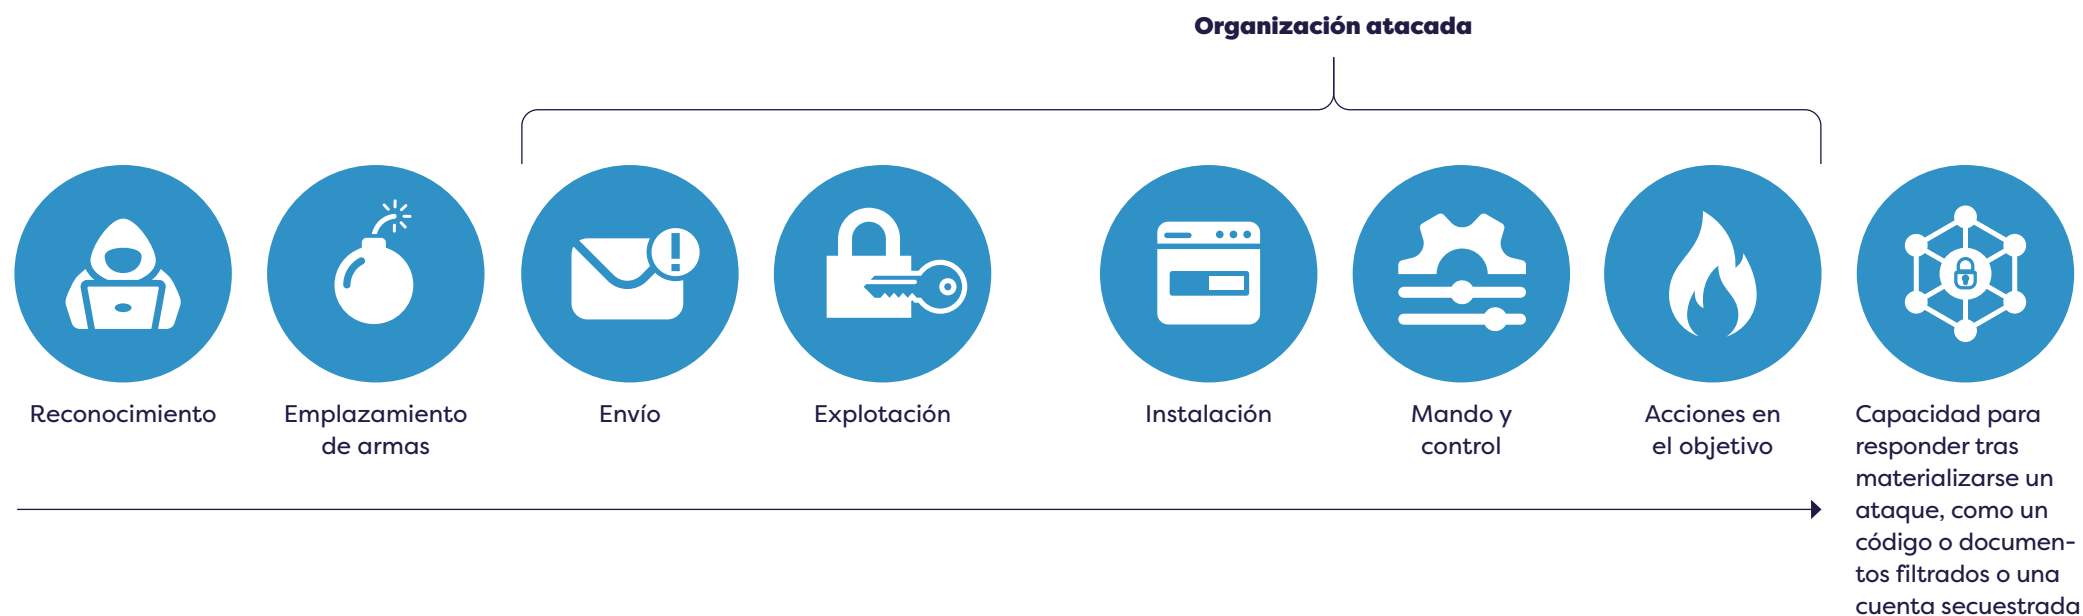 Organización atacada
Reconocimiento
Emplazamiento
de armas
Envío
Explotación
Instalación
Mando y
control
Acciones en
el objetivo
Capacidad para
responder tras
materializarse un
ataque, como un
código o documen-
tos filtrados o una
cuenta secuestrada